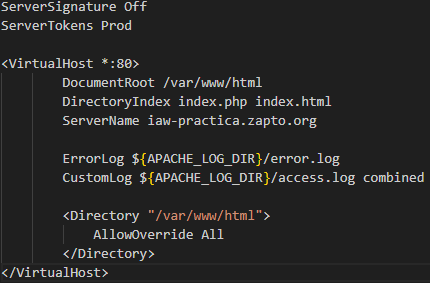 ServerSignature Off
ServerTokens Prod
<VirtualHost *:80>
DocumentRoot /var/www/html
DirectoryIndex index.php index.html
ServerName iaw-practica.zapto.org
ErrorLog ${APACHE_LOG_DIR}/error.log
CustomLog ${APACHE_LOG_DIR}/access.log combined
<Directory "/var/www/html">
AllowOverride All
</Directory>
</VirtualHost>